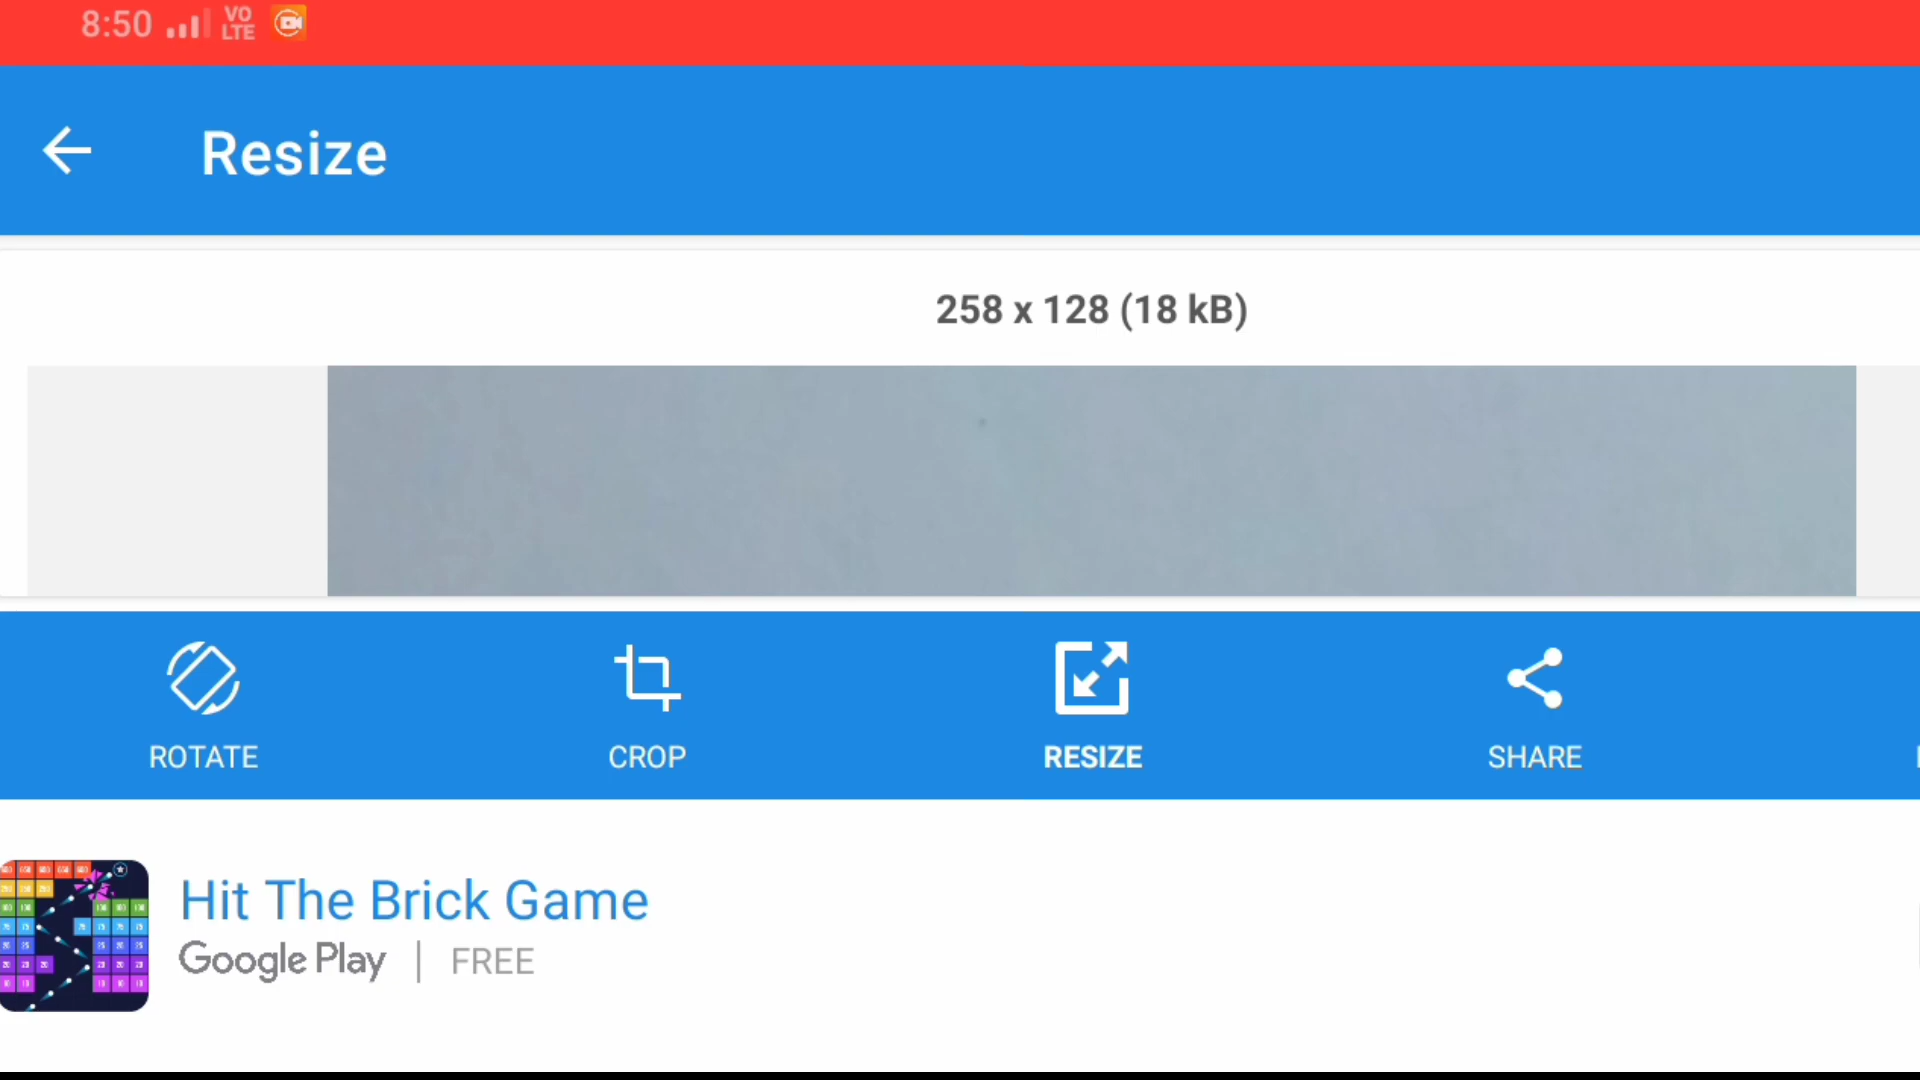 8:50 VO LTE
Resize
258 x 128 (18 kB)
ROTATE CROP RESIZE SHARE
Hit The Brick Game
Google Play | FREE